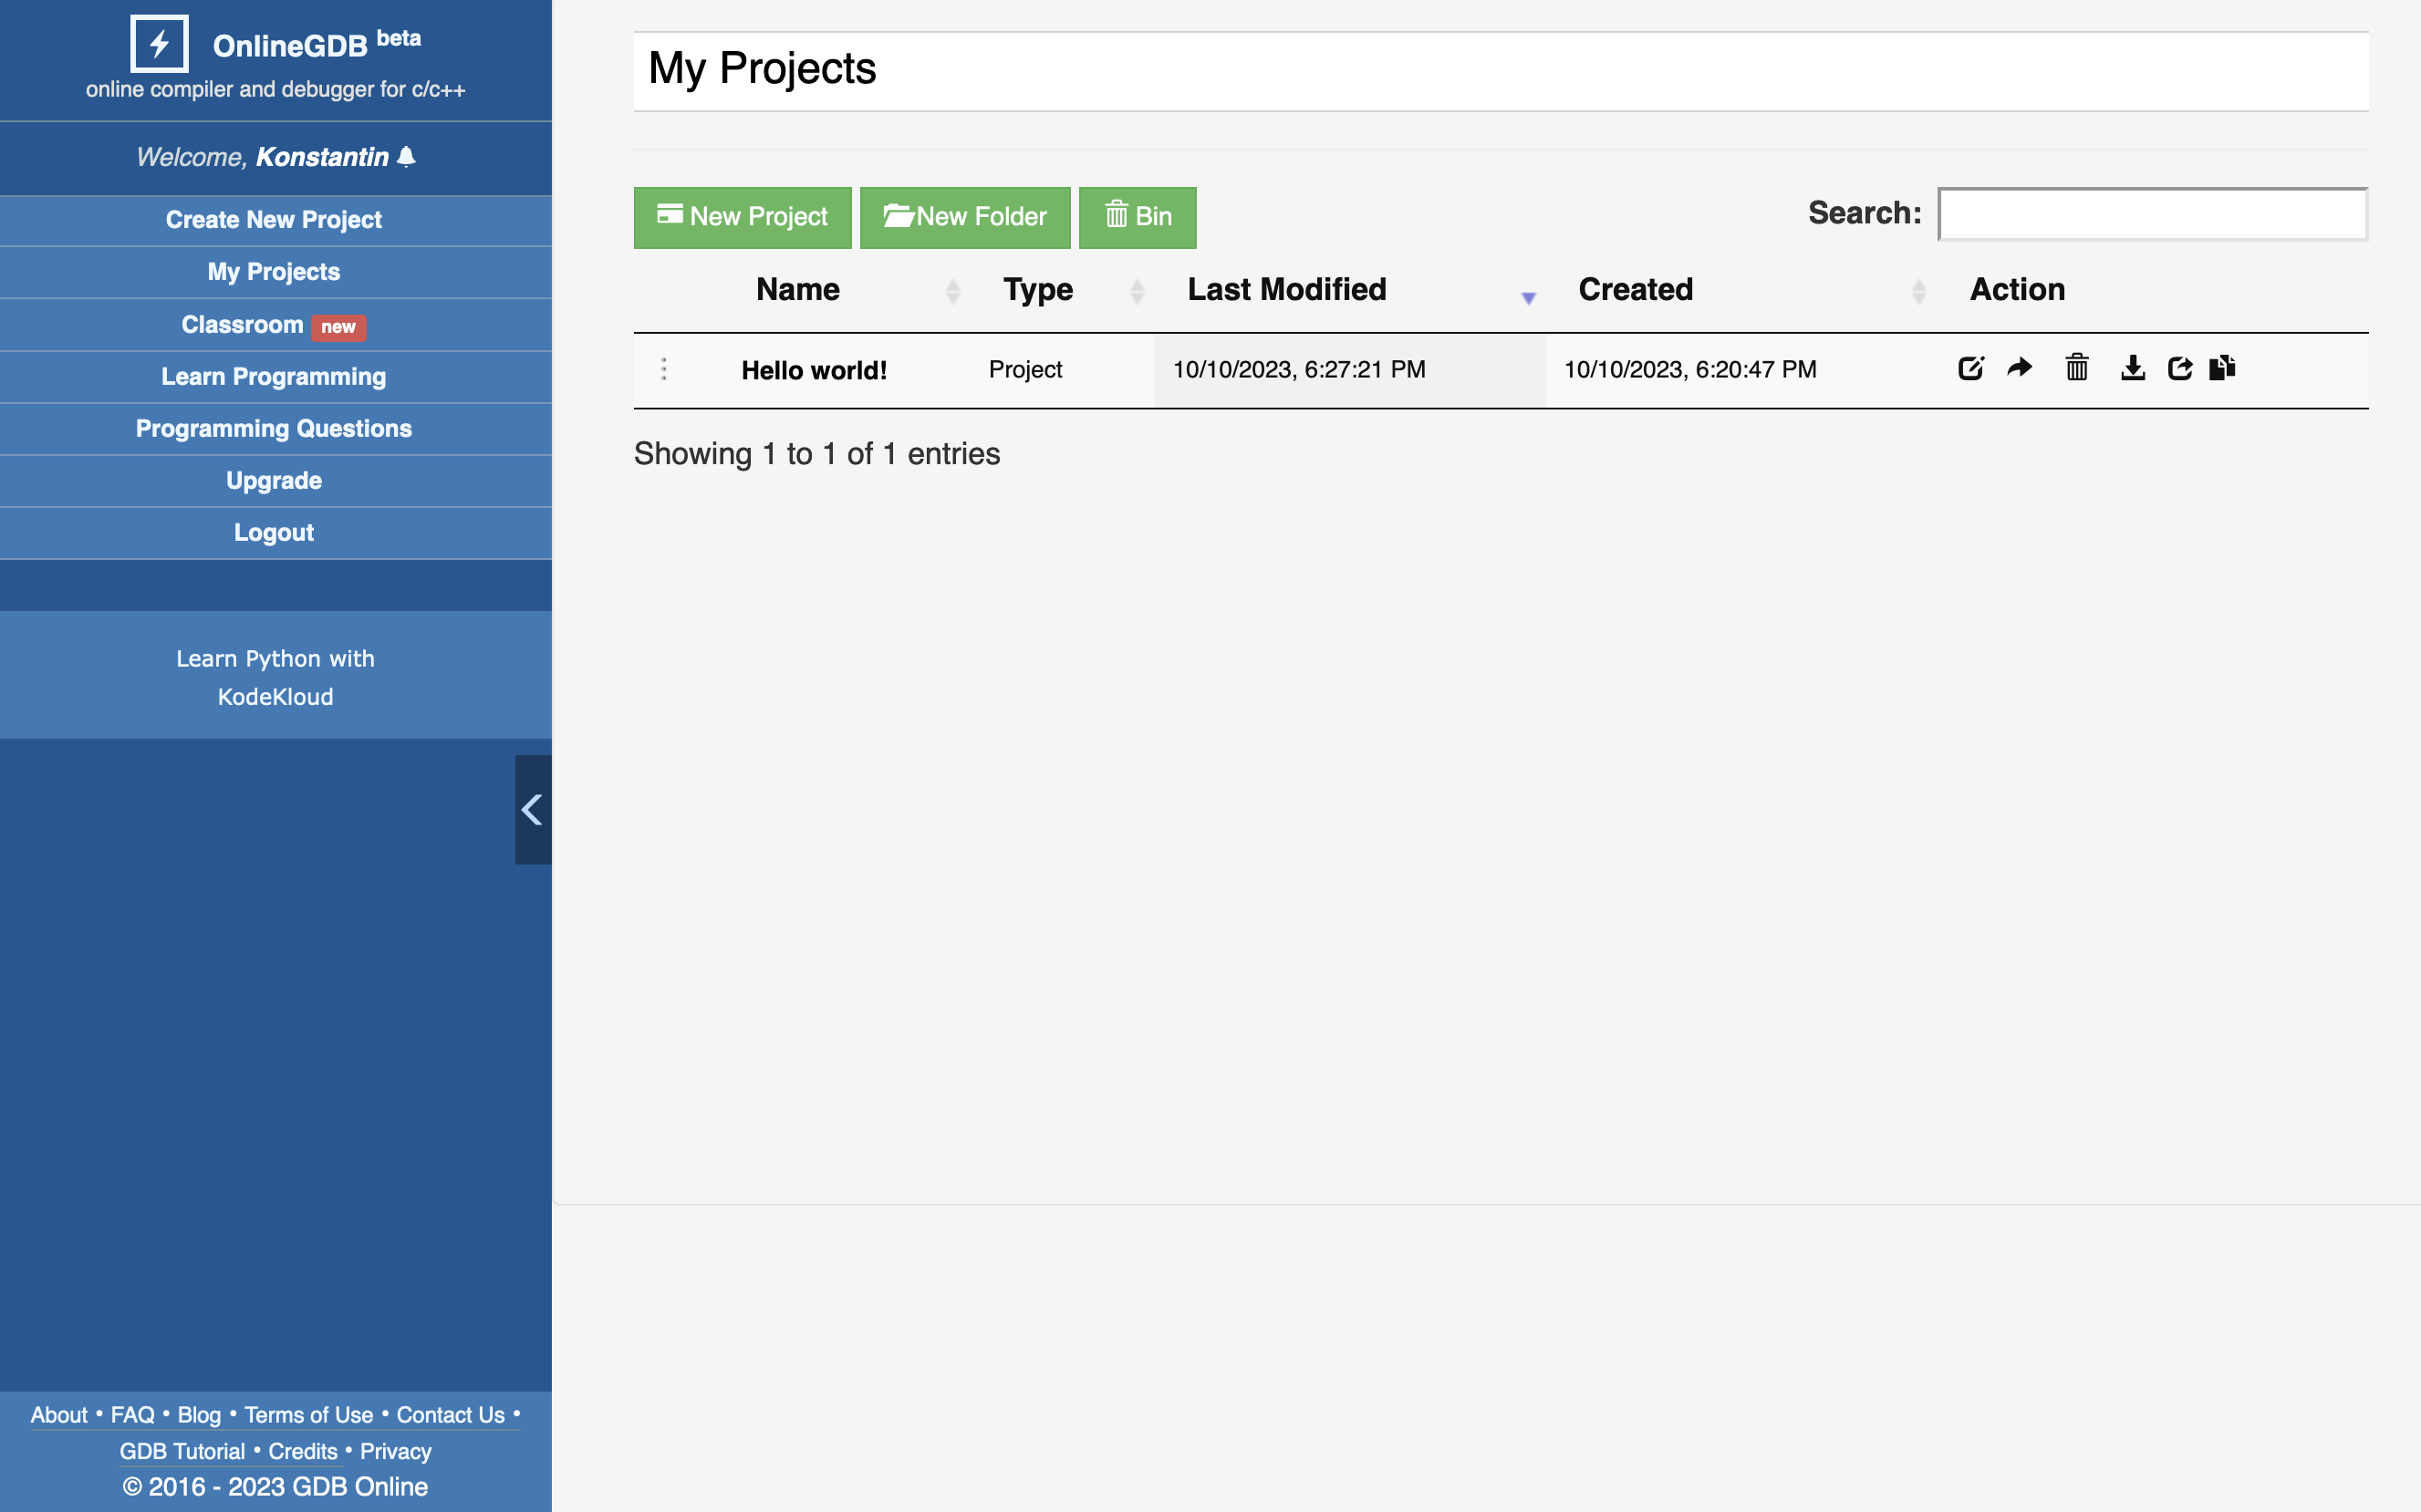 OnlineGDB beta
online compiler and debugger for c/c++
Welcome, Konstantin
Create New Project
My Projects
Classroom new
Learn Programming
Programming Questions
Upgrade
Logout
Learn Python with
KodeKloud
About • FAQ • Blog • Terms of Use • Contact Us •
GDB Tutorial • Credits • Privacy
© 2016 - 2023 GDB Online
My Projects
New Project New Folder Bin Search:
Name Type Last Modified Created Action
Hello world! Project 10/10/2023, 6:27:21 PM 10/10/2023, 6:20:47 PM
Showing 1 to 1 of 1 entries